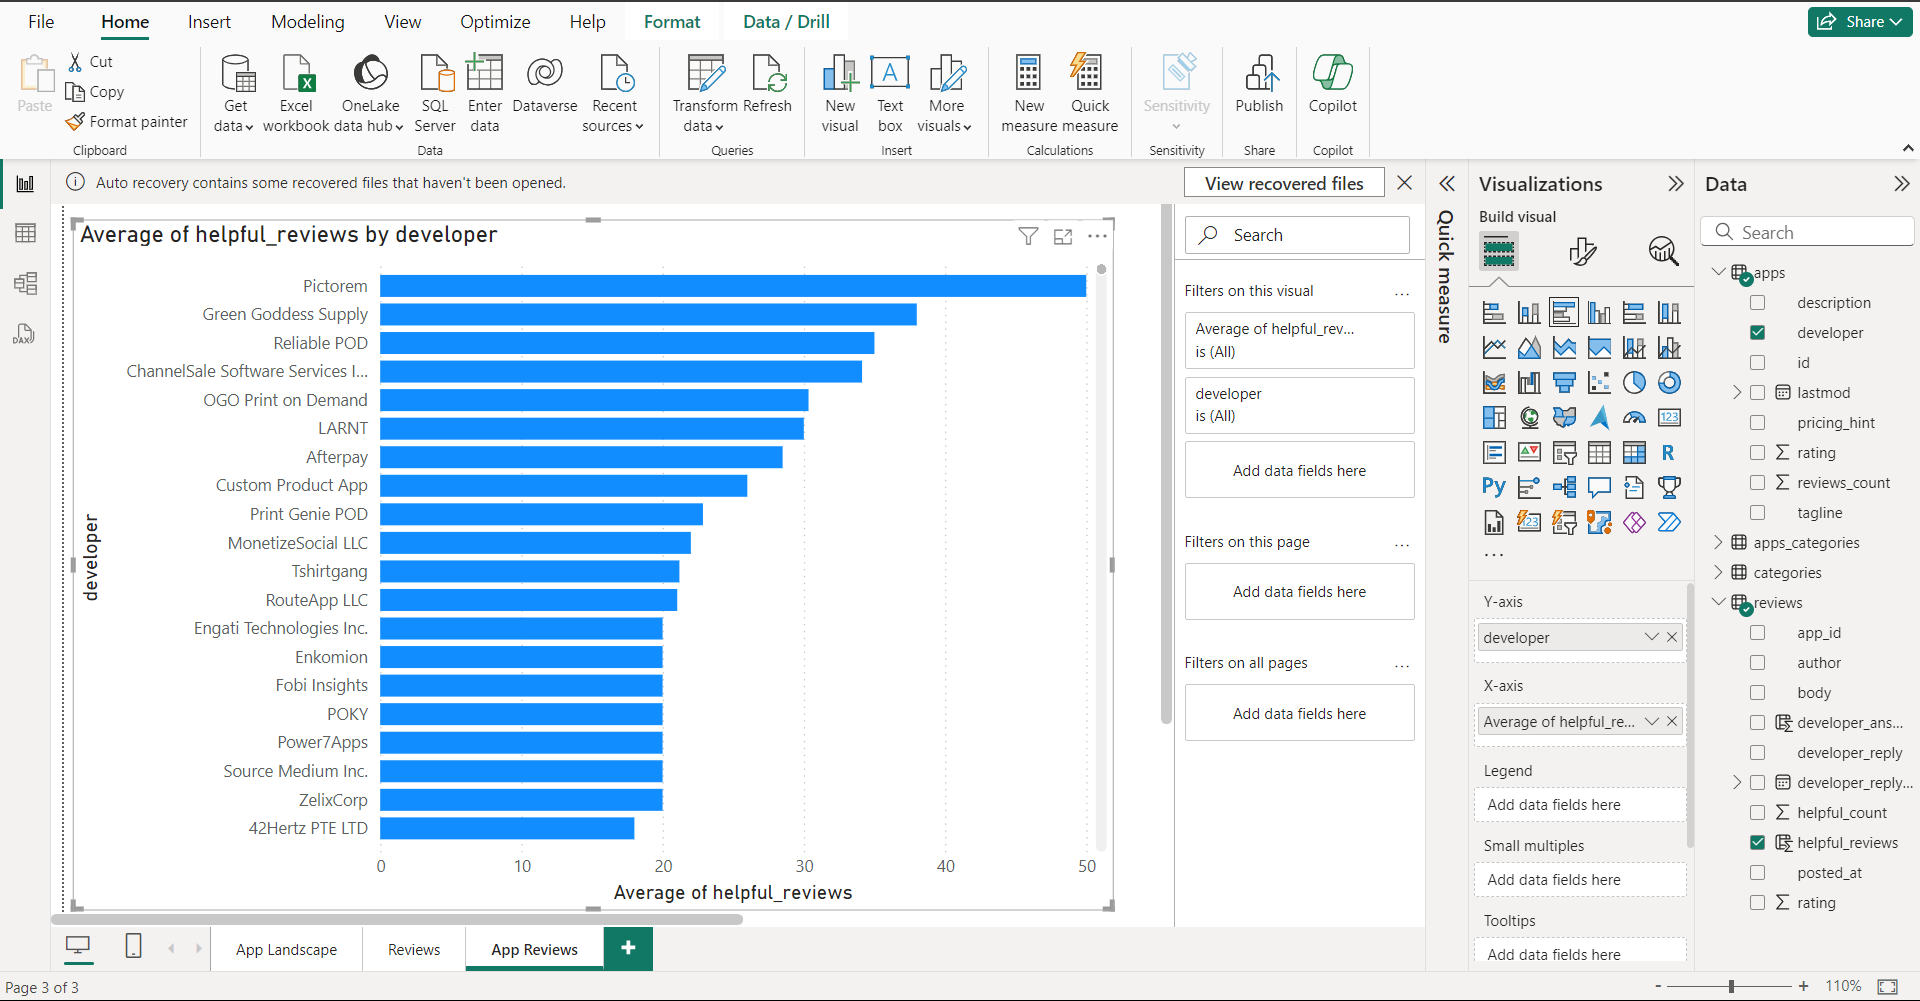 File
Home
Insert
Modeling
View
Optimize
Help
Format
Data / Drill
Share
Paste
Cut
Copy
Format painter
Clipboard
Get
data
Excel
workbook
OneLake
data hub
SQL
Server
Enter
data
Dataverse
Recent
sources
Data
Transform
data
Refresh
Queries
New
visual
A
Text
box
More
visuals
Insert
New
measure
Quick
measure
Calculations
Sensitivity
Sensitivity
Publish
Share
Copilot
Copilot
Auto recovery contains some recovered files that haven't been opened.
View recovered files
DAX
Average of helpful_reviews by developer
developer
Pictorem
Green Goddess Supply
Reliable POD
ChannelSale Software Services I...
OGO Print on Demand
LARNT
Afterpay
Custom Product App
Print Genie POD
MonetizeSocial LLC
Tshirtgang
RouteApp LLC
Engati Technologies Inc.
Enkomion
Fobi Insights
POKY
Power7Apps
Source Medium Inc.
ZelixCorp
42Hertz PTE LTD
0 10 20 30 40 50
Average of helpful_reviews
Search
Filters on this visual
...
Average of helpful_rev...
is (All)
developer
is (All)
Add data fields here
Filters on this page
...
Add data fields here
Filters on all pages
...
Add data fields here
Quick measure
Visualizations
Build visual
123
R
Py
123
...
Y-axis
developer
X-axis
Average of helpful_re...
Legend
Add data fields here
Small multiples
Add data fields here
Tooltips
Add data fields here
Data
Search
apps
description
developer
id
lastmod
pricing_hint
rating
reviews_count
tagline
apps_categories
categories
reviews
app_id
author
body
developer_ans...
developer_reply
developer_reply...
helpful_count
helpful_reviews
posted_at
rating
App Landscape
Reviews
App Reviews
+
Page 3 of 3
- + 110%